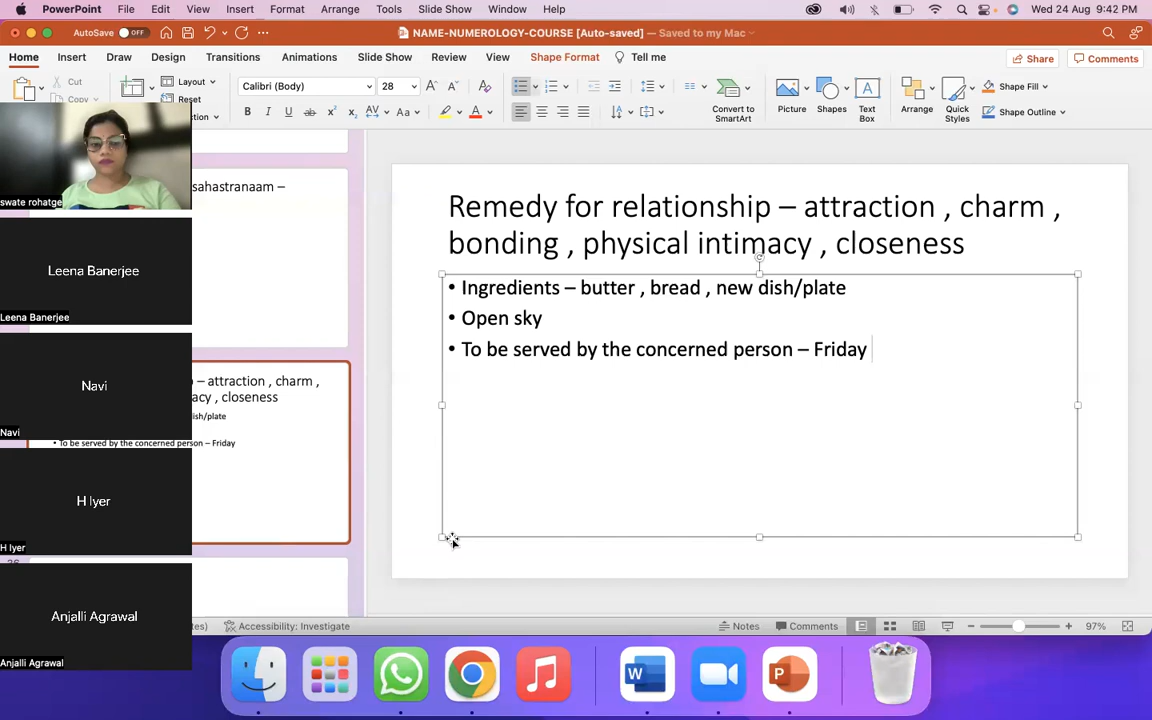 PowerPoint File Edit View Insert Format Arrange Tools Slide Show Window Help Wed 24 Aug 9:42 PM
AutoSave OFF NAME-NUMEROLOGY-COURSE [Auto-saved] — Saved to my Mac
Home Insert Draw Design Transitions Animations Slide Show Review View Shape Format Tell me Share Comments
Cut Layout Calibri (Body) 28 Convert to SmartArt Picture Shapes Text Box Arrange Quick Styles Shape Fill
Copy Reset Shape Outline
swate rohatge
sahastranaam –
Leena Banerjee
Leena Banerjee
Navi
Navi
– attraction , charm ,
acy , closeness
ish/plate
• To be served by the concerned person – Friday
H Iyer
H Iyer
Anjalli Agrawal
Anjalli Agrawal
Remedy for relationship – attraction , charm ,
bonding , physical intimacy , closeness
• Ingredients – butter , bread , new dish/plate
• Open sky
• To be served by the concerned person – Friday
Accessibility: Investigate Notes Comments 97%